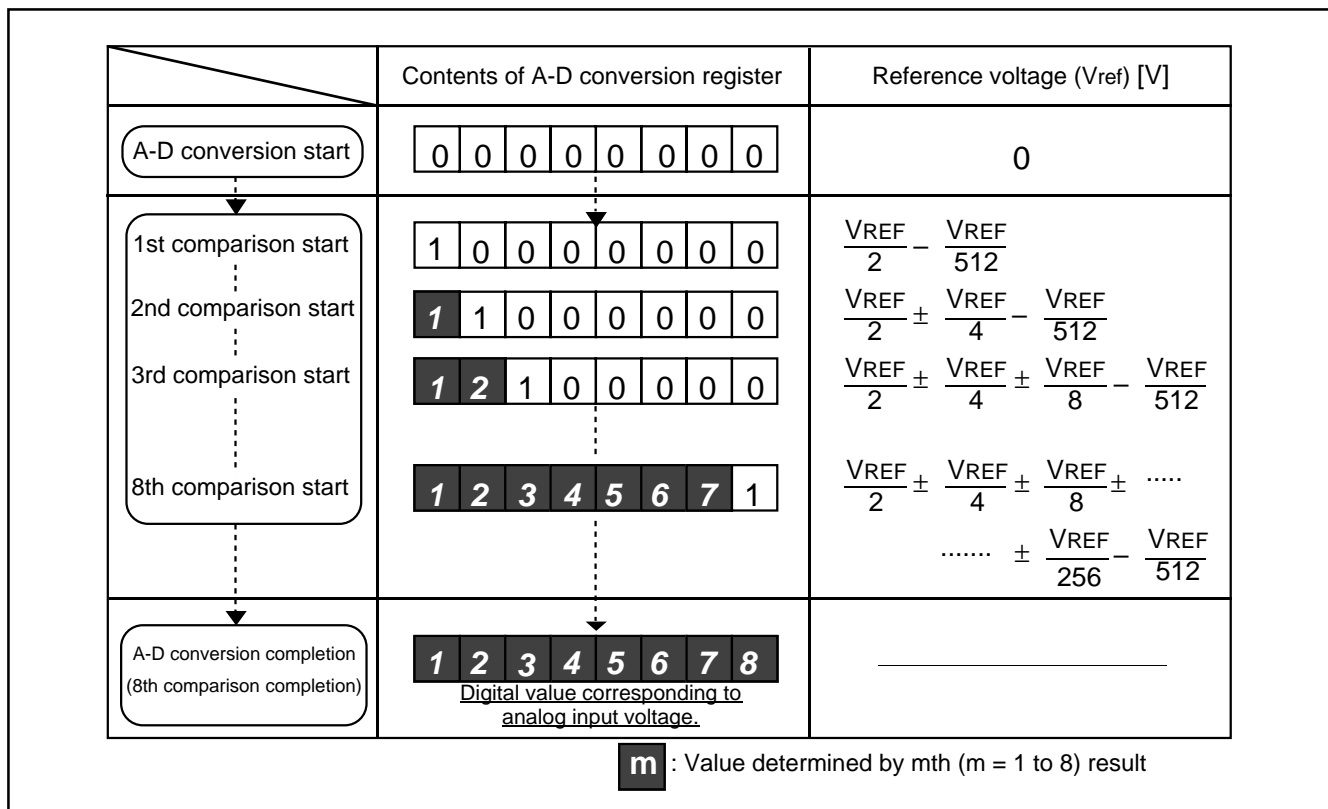 Contents of A-D conversion register
Reference voltage (Vref) [V]
A-D conversion start
0 0 0 0 0 0 0 0
0
1st comparison start
1 0 0 0 0 0 0 0
VREF/2 − VREF/512
2nd comparison start
1 1 0 0 0 0 0 0
VREF/2 ± VREF/4 − VREF/512
3rd comparison start
1 2 1 0 0 0 0 0
VREF/2 ± VREF/4 ± VREF/8 − VREF/512
8th comparison start
1 2 3 4 5 6 7 1
VREF/2 ± VREF/4 ± VREF/8 ± .....
....... ± VREF/256 − VREF/512
A-D conversion completion
(8th comparison completion)
1 2 3 4 5 6 7 8
Digital value corresponding to
analog input voltage.
m : Value determined by mth (m = 1 to 8) result